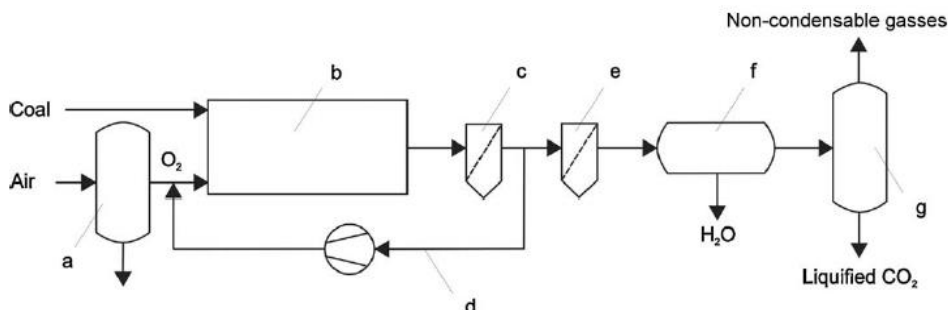 Non-condensable gasses
b
c
e
f
Coal
O₂
Air
a
g
H₂O
Liquified CO₂
d